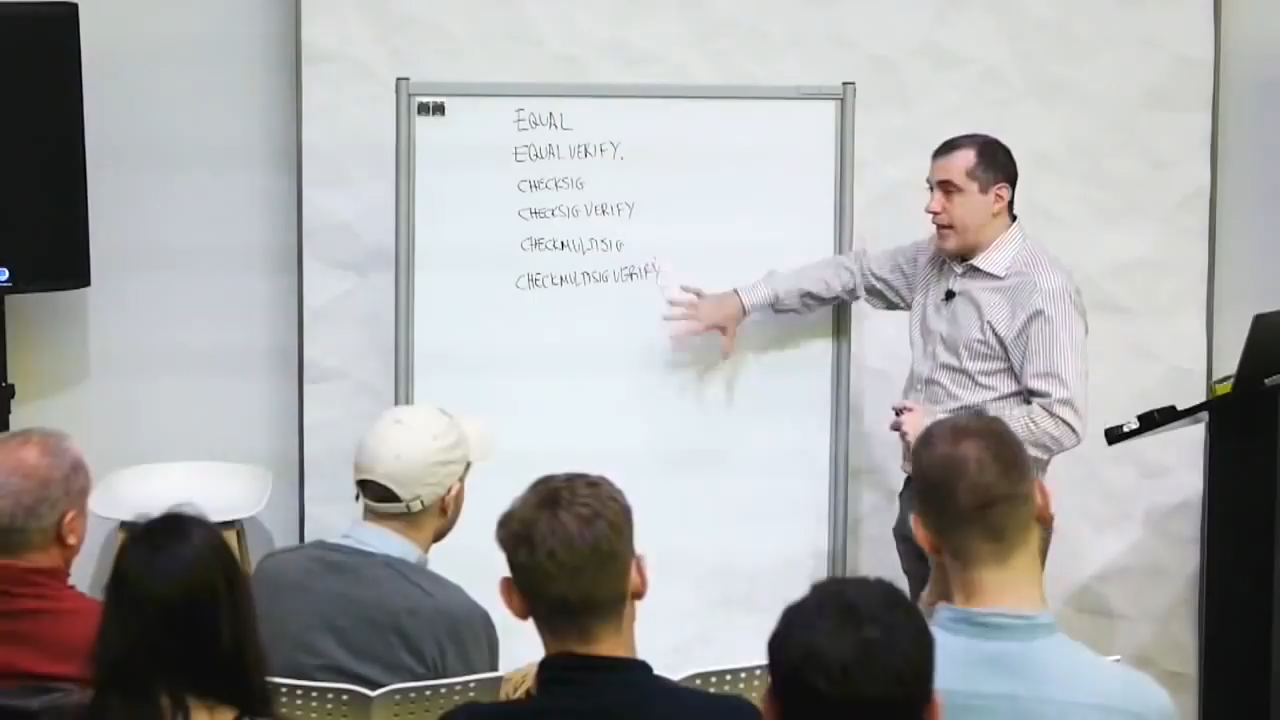 EQUAL
EQUALVERIFY.
CHECKSIG
CHECKSIGVERIFY
CHECKMULTISIG
CHECKMULTISIGVERIFY